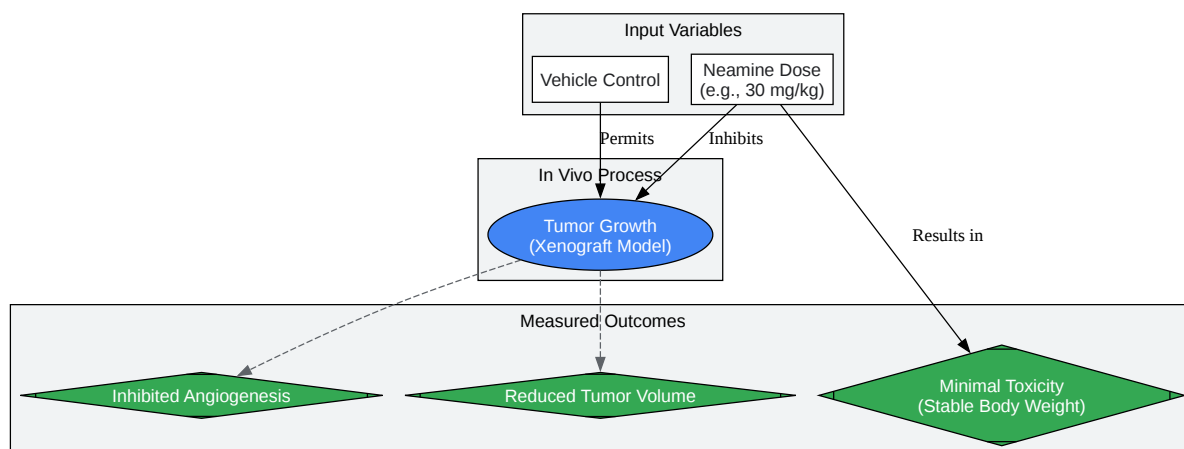 Input Variables
Vehicle Control
Neamine Dose
(e.g., 30 mg/kg)
Permits
Inhibits
In Vivo Process
Tumor Growth
(Xenograft Model)
Results in
Measured Outcomes
Inhibited Angiogenesis
Reduced Tumor Volume
Minimal Toxicity
(Stable Body Weight)